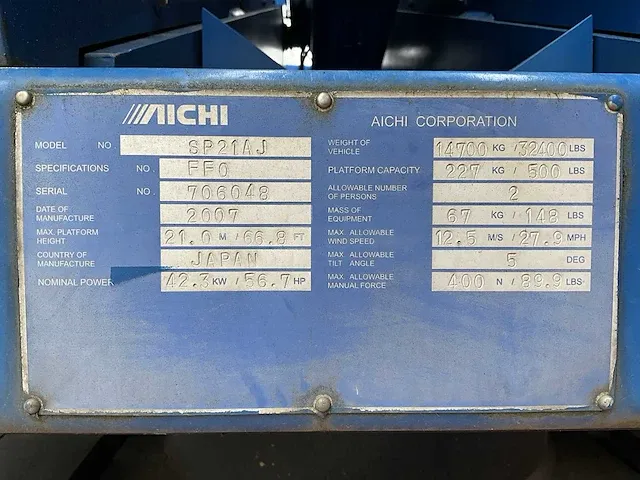 AICHI
AICHI CORPORATION
MODEL NO SP21AJ
SPECIFICATIONS NO. FF0
SERIAL NO. 706048
DATE OF MANUFACTURE 2007
MAX. PLATFORM HEIGHT 21.0 M / 66.8 FT
COUNTRY OF MANUFACTURE JAPAN
NOMINAL POWER 42.3 KW / 56.7 HP
WEIGHT OF VEHICLE 14700 KG / 32400 LBS
PLATFORM CAPACITY 227 KG / 500 LBS
ALLOWABLE NUMBER OF PERSONS 2
MASS OF EQUIPMENT 67 KG / 148 LBS
MAX. ALLOWABLE WIND SPEED 12.5 M/S / 27.9 MPH
MAX. ALLOWABLE TILT ANGLE 5 DEG
MAX. ALLOWABLE MANUAL FORCE 400 N / 89.9 LBS